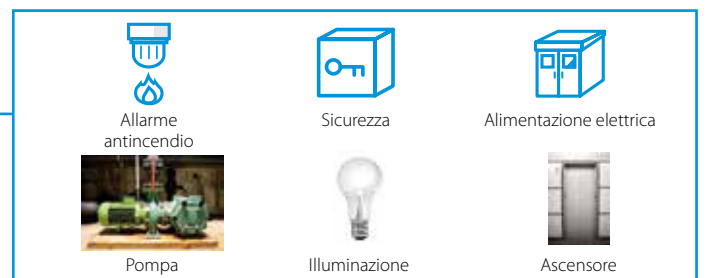 Allarme
antincendio
Sicurezza
Alimentazione elettrica
Pompa
Illuminazione
Ascensore